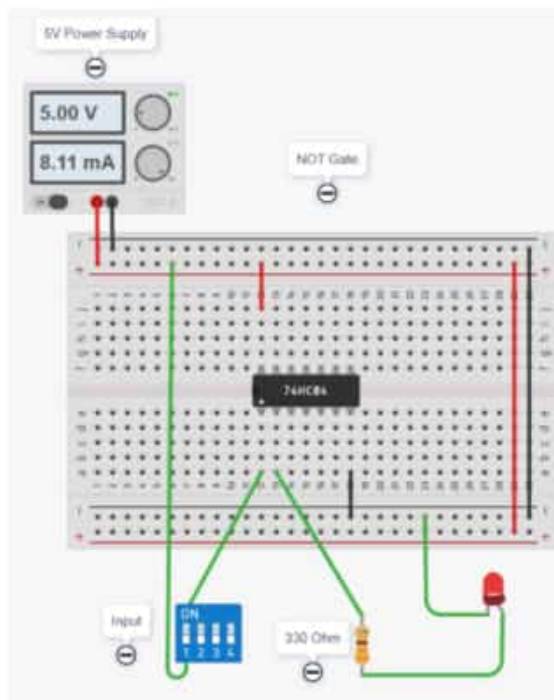 5V Power Supply
5.00 V
8.11 mA
NOT Gate
74HC04
Input
ON
1 2 3 4
330 Ohm